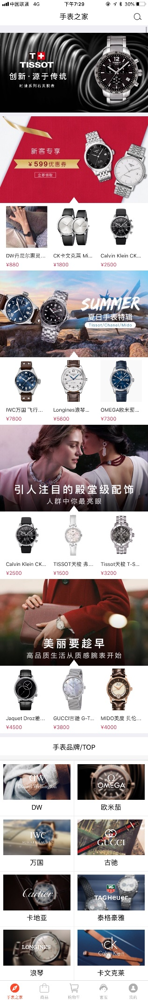 中国联通 4G 下午7:29 30%
手表之家
T+
TISSOT
创新·源于传统
时捷系列石英腕表
新客专享
¥599优惠券
立即领取
DW丹尼尔惠灵... CK卡文克莱 Mi... Calvin Klein CK...
¥880 ¥1800 ¥2500
SUMMER
夏日手表特辑
Tissot/Chanel/Mido
IWC万国 飞行... Longines浪琴... OMEGA欧米茄...
¥7800 ¥5600 ¥7300
引人注目的殿堂级配饰
人群中你最亮眼
Calvin Klein CK... TISSOT天梭 弗... Tissot天梭 T-S...
¥2500 ¥1500 ¥3200
美丽要趁早
高品质生活从质感腕表开始
Jaquet Droz雅... GUCCI古驰 G-T... MIDO美度 贝伦...
¥4500 ¥3800 ¥4000
手表品牌/TOP
DW
Daniel Wellington
OMEGA
DW 欧米茄
IWC
SCHAFFHAUSEN
GUCCI
万国 古驰
Cartier
TAG
TAGHeuer
卡地亚 泰格豪雅
LONGINES
ck
Calvin Klein
浪琴 卡文克莱
手表之家 商品 购物车 客服 我的